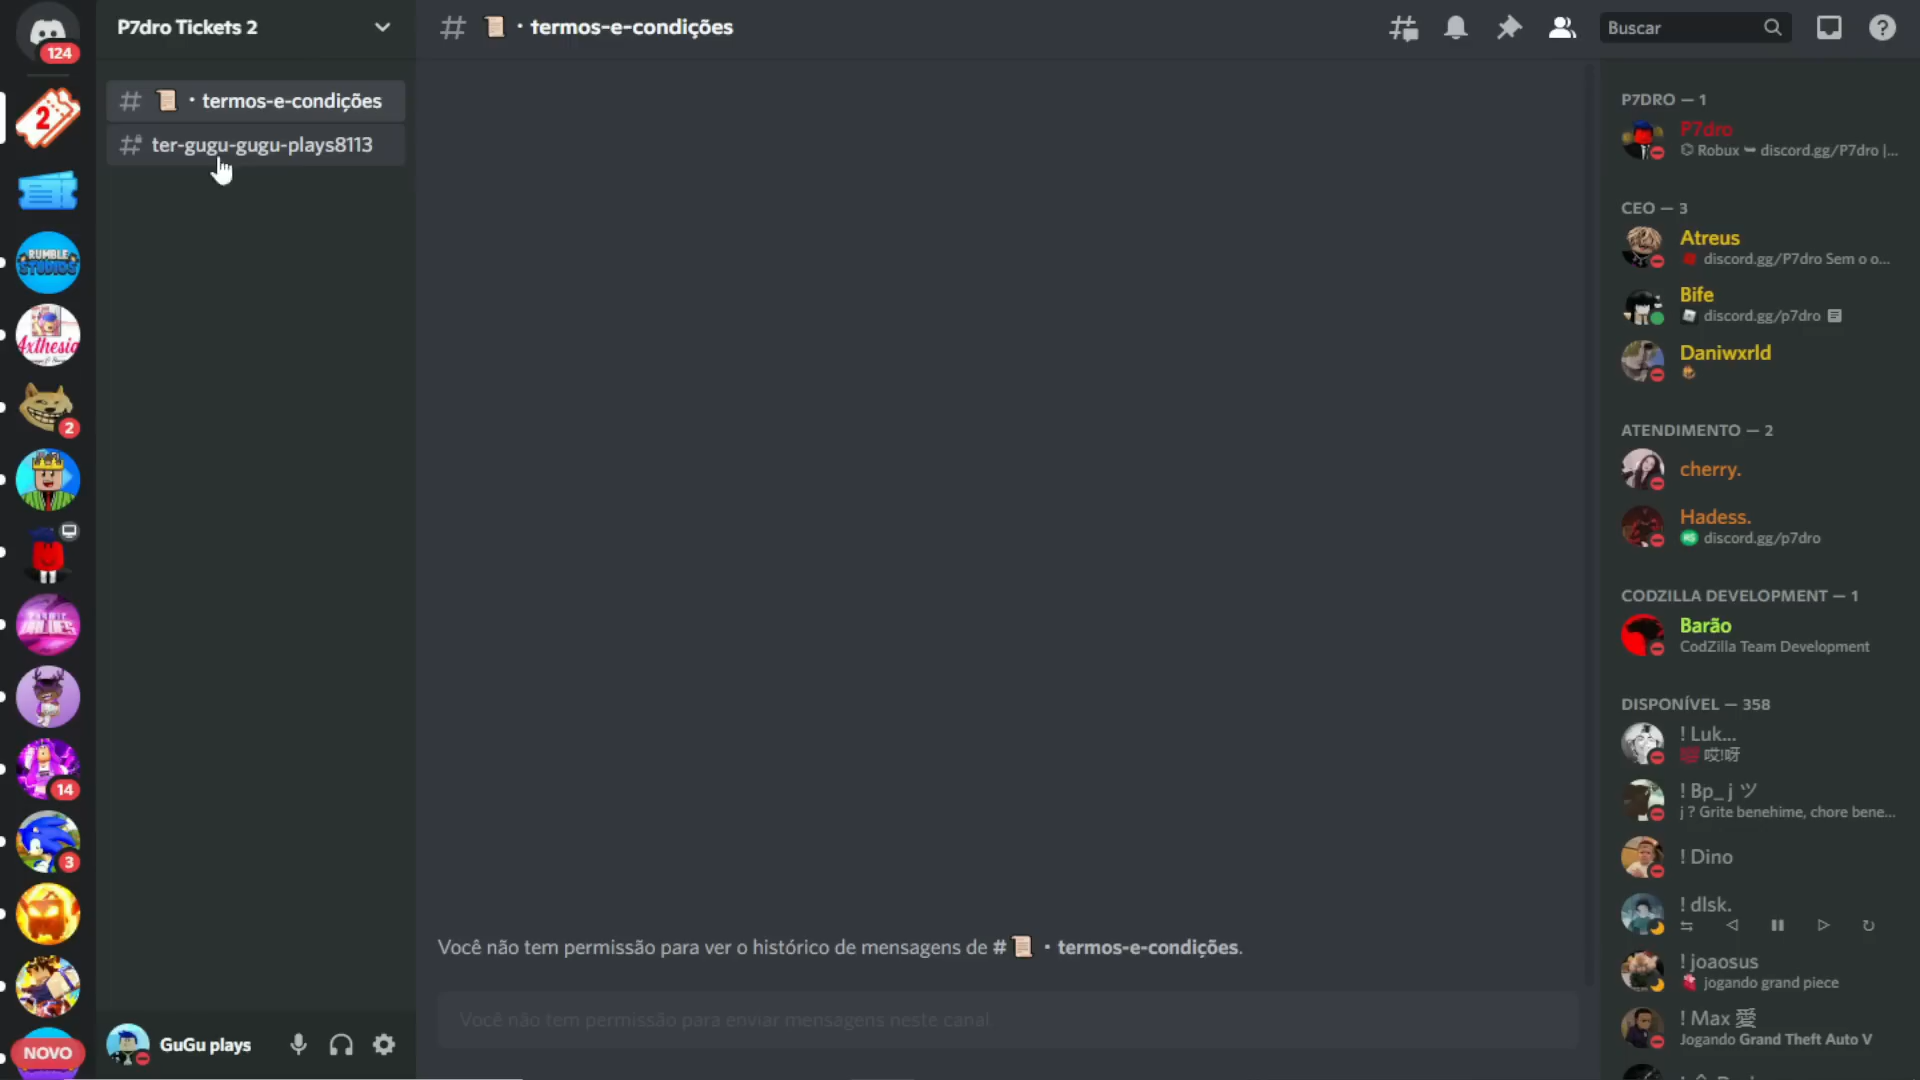 124
P7dro Tickets 2
📜・termos-e-condições
ter-gugu-gugu-plays8113
2
RUMBLE
STUDIOS
Axthesia
2
14
3
NOVO
GuGu plays
📜・termos-e-condições
Buscar
Você não tem permissão para ver o histórico de mensagens de #📜・termos-e-condições.
Você não tem permissão para enviar mensagens neste canal
P7DRO — 1
P7dro
Robux ➥ discord.gg/P7dro |...
CEO — 3
Atreus
discord.gg/P7dro Sem o o...
Bife
discord.gg/p7dro
Daniwxrld
ATENDIMENTO — 2
cherry.
Hadess.
discord.gg/p7dro
CODZILLA DEVELOPMENT — 1
Barão
CodZilla Team Development
DISPONÍVEL — 358
! Luk...
哎!呀
! Bp_ j ツ
j ? Grite benehime, chore bene...
! Dino
! dlsk.
⇆ ◁ ❚❚ ▷ ↻
! joaosus
jogando grand piece
! Max 愛
Jogando Grand Theft Auto V